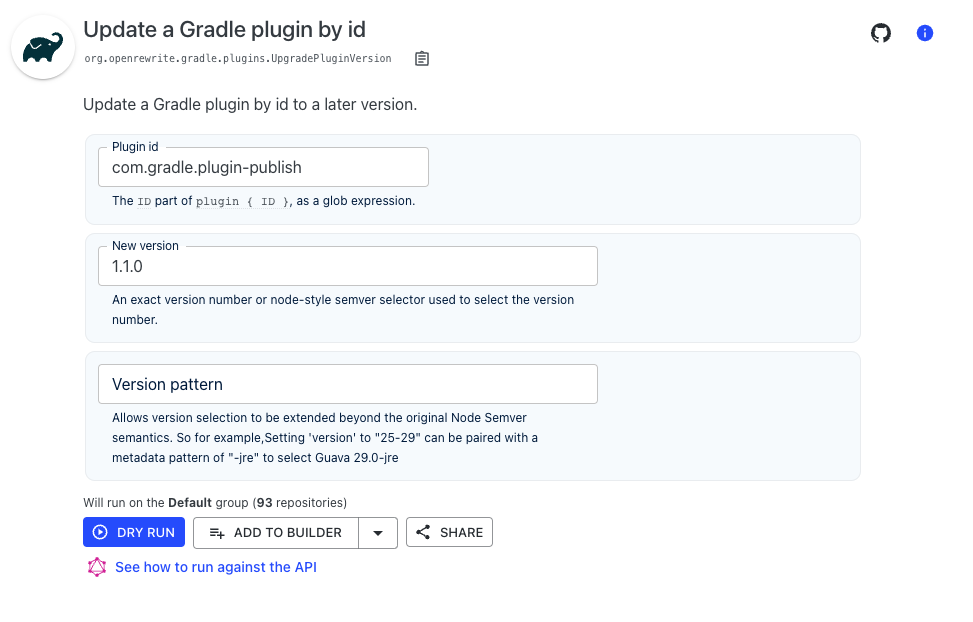 Update a Gradle plugin by id
org.openrewrite.gradle.plugins.UpgradePluginVersion
Update a Gradle plugin by id to a later version.
Plugin id
com.gradle.plugin-publish
The ID part of plugin { ID }, as a glob expression.
New version
1.1.0
An exact version number or node-style semver selector used to select the version
number.
Version pattern
Allows version selection to be extended beyond the original Node Semver
semantics. So for example,Setting 'version' to "25-29" can be paired with a
metadata pattern of "-jre" to select Guava 29.0-jre
Will run on the Default group (93 repositories)
DRY RUN
ADD TO BUILDER
SHARE
See how to run against the API